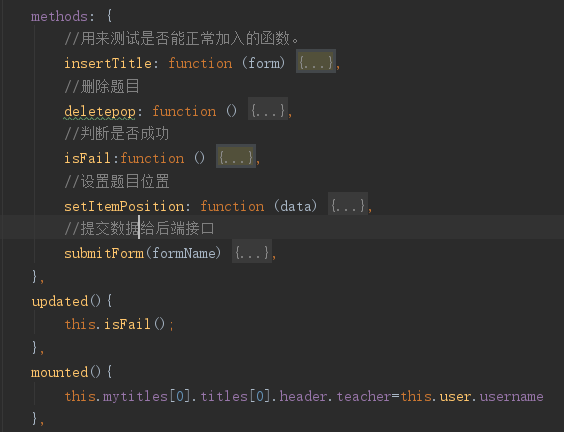 methods: {
//用来测试是否能正常加入的函数。
insertTitle: function (form) {...},
//删除题目
deletepop: function () {...},
//判断是否成功
isFail:function () {...},
//设置题目位置
setItemPosition: function (data) {...},
//提交数据给后端接口
submitForm(formName) {...},
},
updated(){
this.isFail();
},
mounted(){
this.mytitles[0].titles[0].header.teacher=this.user.username
},